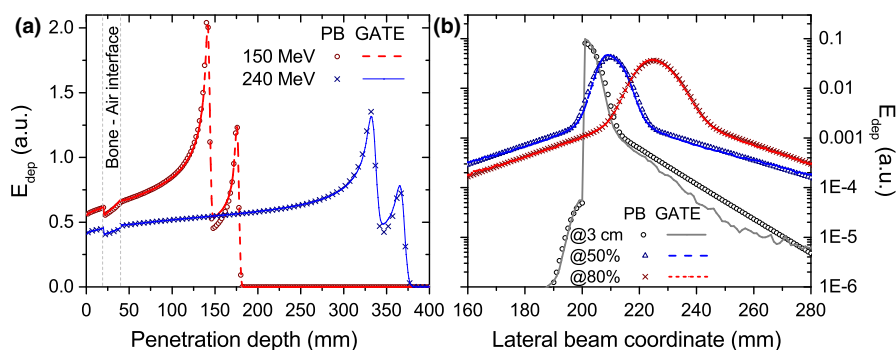 (a)
PB GATE
150 MeV
240 MeV
Bone - Air interface
E_dep (a.u.)
2.0
1.5
1.0
0.5
0.0
0 50 100 150 200 250 300 350 400
Penetration depth (mm)
(b)
PB GATE
@3 cm
@50%
@80%
0.1
0.01
0.001
1E-4
1E-5
1E-6
E_dep (a.u.)
160 180 200 220 240 260 280
Lateral beam coordinate (mm)